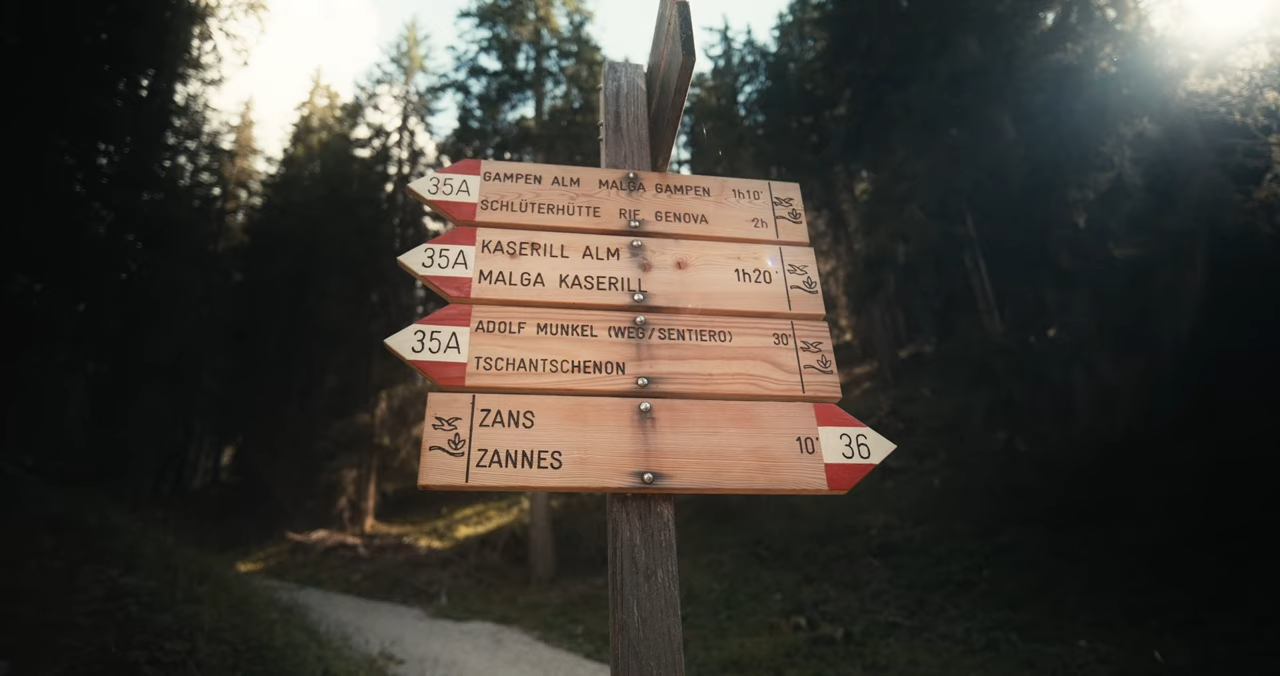 35A GAMPEN ALM MALGA GAMPEN 1h10'
SCHLÜTERHÜTTE RIF. GENOVA 2h
35A KASERILL ALM
MALGA KASERILL 1h20'
35A ADOLF MUNKEL (WEG/SENTIERO) 30'
TSCHANTSCHENON
ZANS
ZANNES 10' 36